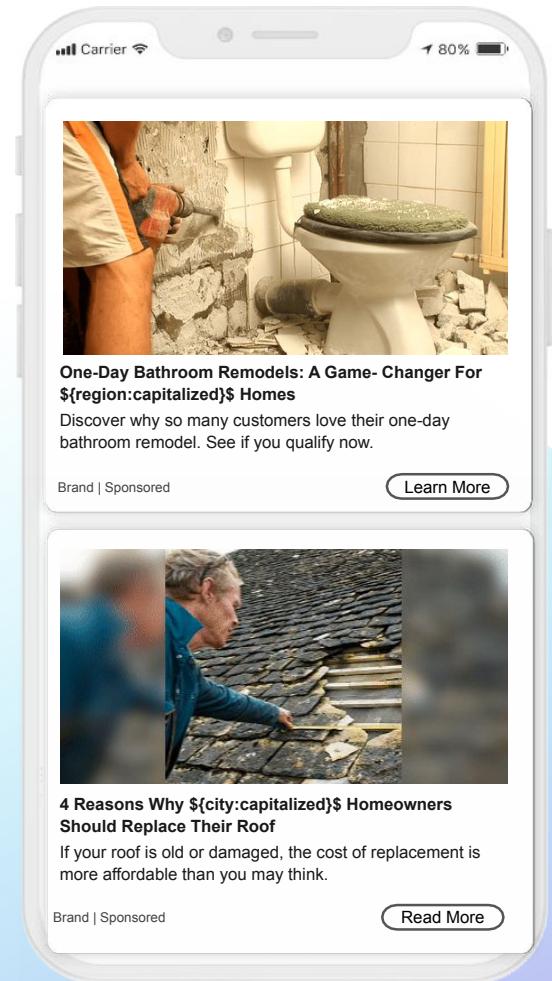 Carrier 80%
One-Day Bathroom Remodels: A Game- Changer For
${region:capitalized}$ Homes
Discover why so many customers love their one-day
bathroom remodel. See if you qualify now.
Brand | Sponsored Learn More
4 Reasons Why ${city:capitalized}$ Homeowners
Should Replace Their Roof
If your roof is old or damaged, the cost of replacement is
more affordable than you may think.
Brand | Sponsored Read More